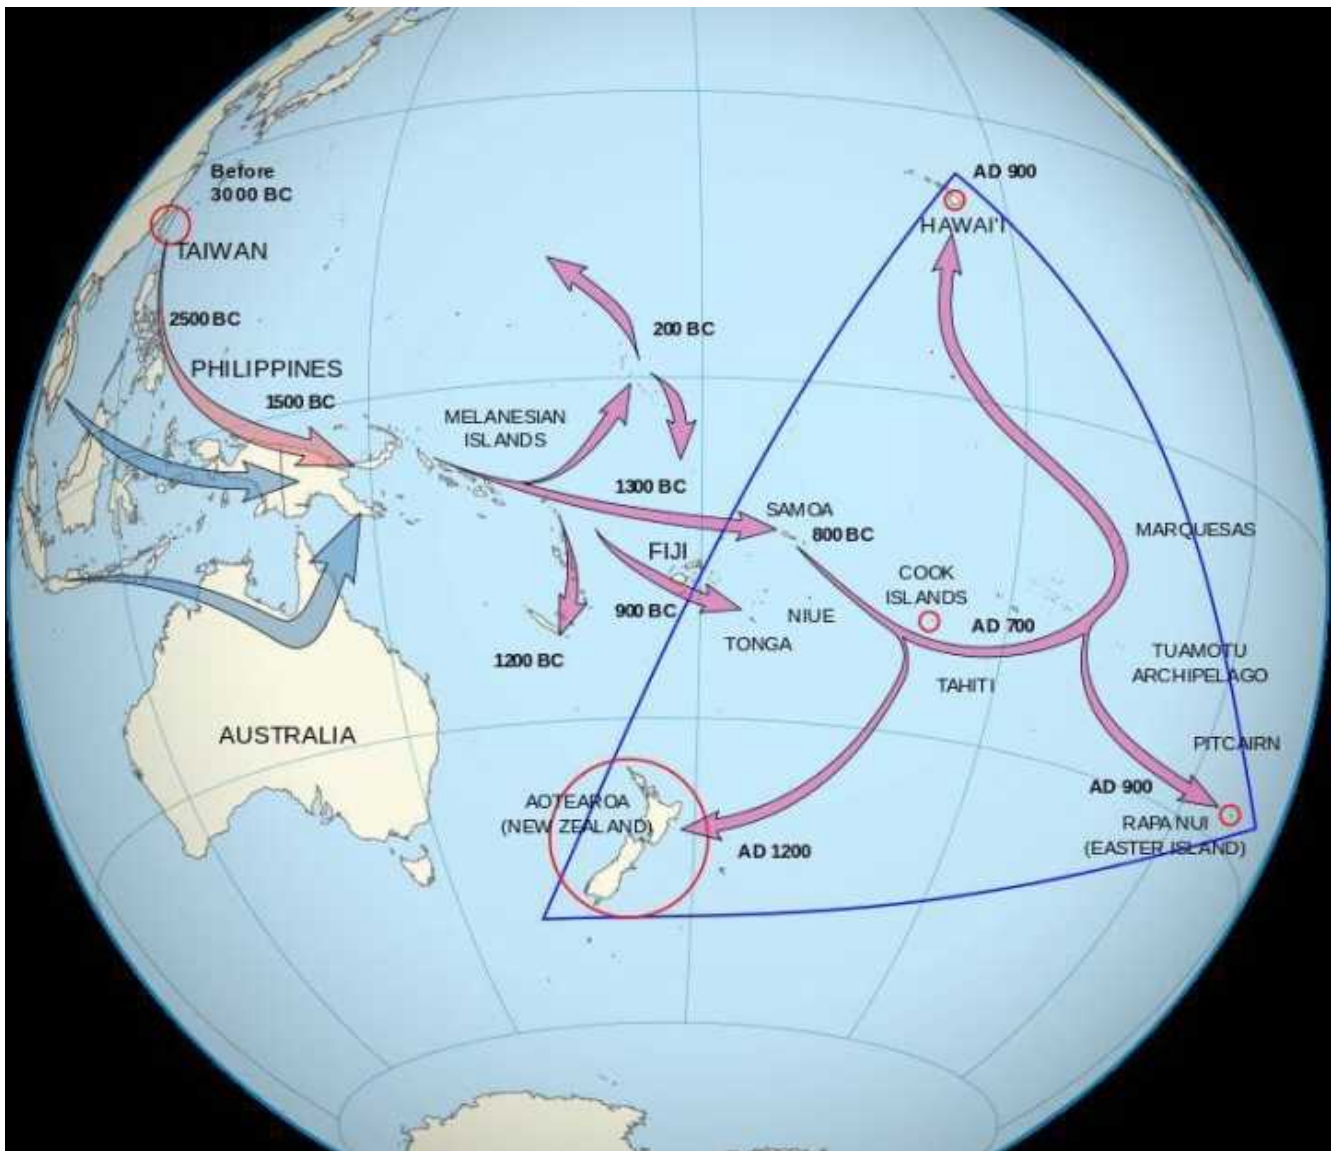 AD 900
HAWAI'I
Before
3000 BC
TAIWAN
2500 BC
200 BC
PHILIPPINES
1500 BC
MELANESIAN
ISLANDS
1300 BC
SAMOA
800 BC
MARQUESAS
FIJI
COOK
ISLANDS
900 BC
NIUE
AD 700
TONGA
1200 BC
TUAMOTU
ARCHIPELAGO
TAHITI
AUSTRALIA
PITCAIRN
AD 900
AOTEAROA
(NEW ZEALAND)
RAPA NUI
(EASTER ISLAND)
AD 1200